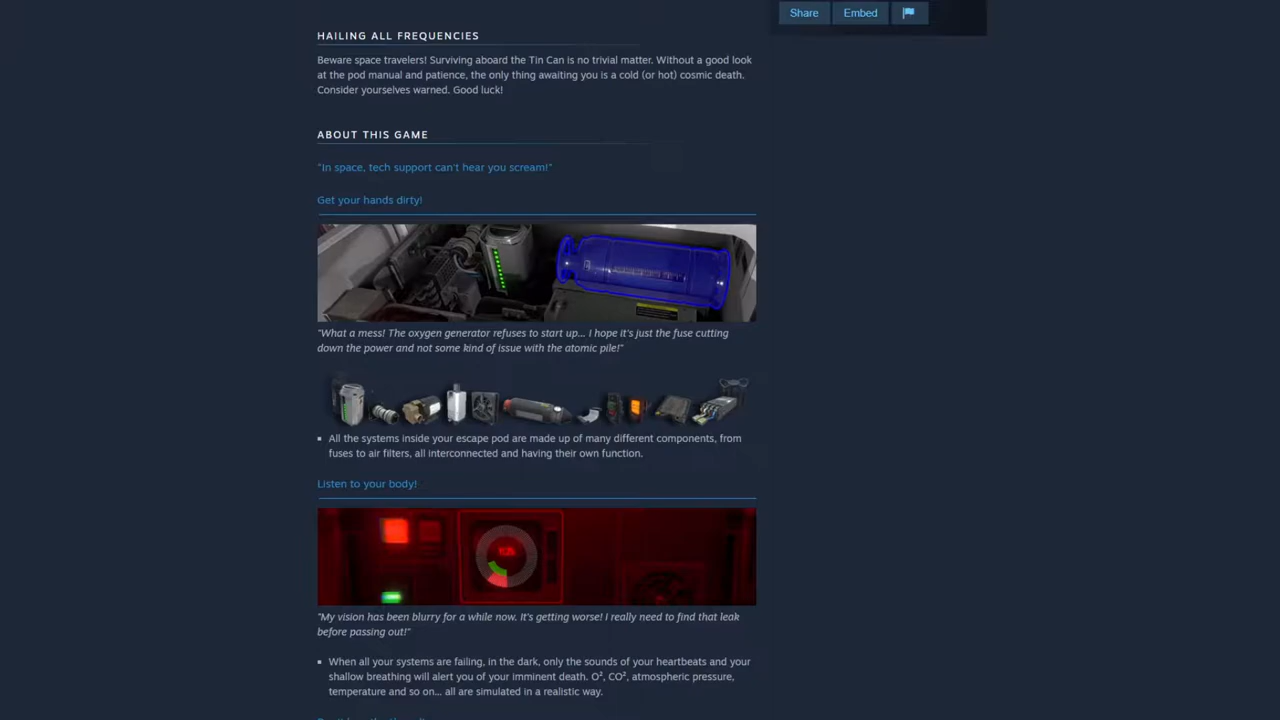 Share Embed
HAILING ALL FREQUENCIES
Beware space travelers! Surviving aboard the Tin Can is no trivial matter. Without a good look
at the pod manual and patience, the only thing awaiting you is a cold (or hot) cosmic death.
Consider yourselves warned. Good luck!
ABOUT THIS GAME
"In space, tech support can't hear you scream!"
Get your hands dirty!
"What a mess! The oxygen generator refuses to start up... I hope it's just the fuse cutting
down the power and not some kind of issue with the atomic pile!"
▪ All the systems inside your escape pod are made up of many different components, from
fuses to air filters, all interconnected and having their own function.
Listen to your body!
"My vision has been blurry for a while now. It's getting worse! I really need to find that leak
before passing out!"
▪ When all your systems are failing, in the dark, only the sounds of your heartbeats and your
shallow breathing will alert you of your imminent death. O², CO², atmospheric pressure,
temperature and so on... all are simulated in a realistic way.